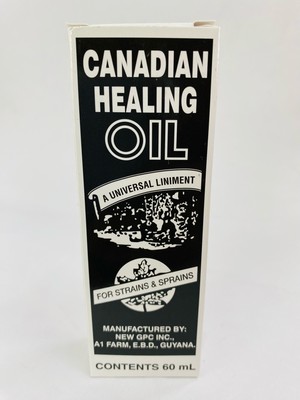 CANADIAN
HEALING
OIL
A UNIVERSAL LINIMENT
FOR STRAINS & SPRAINS
MANUFACTURED BY:
NEW GPC INC.,
A1 FARM, E.B.D., GUYANA.
CONTENTS 60 mL